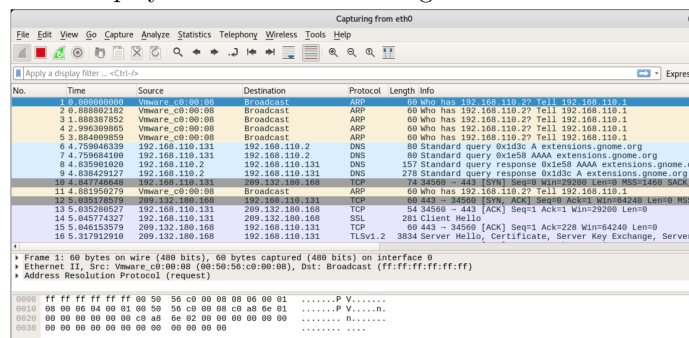 Capturing from eth0
File Edit View Go Capture Analyze Statistics Telephony Wireless Tools Help
Apply a display filter ... <Ctrl-/>
No. Time Source Destination Protocol Length Info
1 0.000000000 Vmware_c0:00:08 Broadcast ARP 60 Who has 192.168.110.2? Tell 192.168.110.1
2 0.888802182 Vmware_c0:00:08 Broadcast ARP 60 Who has 192.168.110.2? Tell 192.168.110.1
3 1.888387852 Vmware_c0:00:08 Broadcast ARP 60 Who has 192.168.110.2? Tell 192.168.110.1
4 2.996309865 Vmware_c0:00:08 Broadcast ARP 60 Who has 192.168.110.2? Tell 192.168.110.1
5 3.884009859 Vmware_c0:00:08 Broadcast ARP 60 Who has 192.168.110.2? Tell 192.168.110.1
6 4.759046339 192.168.110.131 192.168.110.2 DNS 80 Standard query 0x1d3c A extensions.gnome.org
7 4.759684100 192.168.110.131 192.168.110.2 DNS 80 Standard query 0x1e58 AAAA extensions.gnome.org
8 4.835901020 192.168.110.2 192.168.110.131 DNS 157 Standard query response 0x1e58 AAAA extensions.gnome.
9 4.838429127 192.168.110.2 192.168.110.131 DNS 278 Standard query response 0x1d3c A extensions.gnome.org
10 4.847746648 192.168.110.131 209.132.180.168 TCP 74 34560 → 443 [SYN] Seq=0 Win=29200 Len=0 MSS=1460 SACK
11 4.881950279 Vmware_c0:00:08 Broadcast ARP 60 Who has 192.168.110.2? Tell 192.168.110.1
12 5.035178579 209.132.180.168 192.168.110.131 TCP 60 443 → 34560 [SYN, ACK] Seq=0 Ack=1 Win=64240 Len=0 MS
13 5.035280527 192.168.110.131 209.132.180.168 TCP 54 34560 → 443 [ACK] Seq=1 Ack=1 Win=29200 Len=0
14 5.045774327 192.168.110.131 209.132.180.168 SSL 281 Client Hello
15 5.046153579 209.132.180.168 192.168.110.131 TCP 60 443 → 34560 [ACK] Seq=1 Ack=228 Win=64240 Len=0
16 5.317912910 209.132.180.168 192.168.110.131 TLSv1.2 3834 Server Hello, Certificate, Server Key Exchange, Server
Frame 1: 60 bytes on wire (480 bits), 60 bytes captured (480 bits) on interface 0
Ethernet II, Src: Vmware_c0:00:08 (00:50:56:c0:00:08), Dst: Broadcast (ff:ff:ff:ff:ff:ff)
Address Resolution Protocol (request)
0000 ff ff ff ff ff ff 00 50 56 c0 00 08 08 06 00 01 .......P V.......
0010 08 00 06 04 00 01 00 50 56 c0 00 08 c0 a8 6e 01 .......P V.....n.
0020 00 00 00 00 00 00 c0 a8 6e 02 00 00 00 00 00 00 ........ n.......
0030 00 00 00 00 00 00 00 00 00 00 00 00 ........ ....